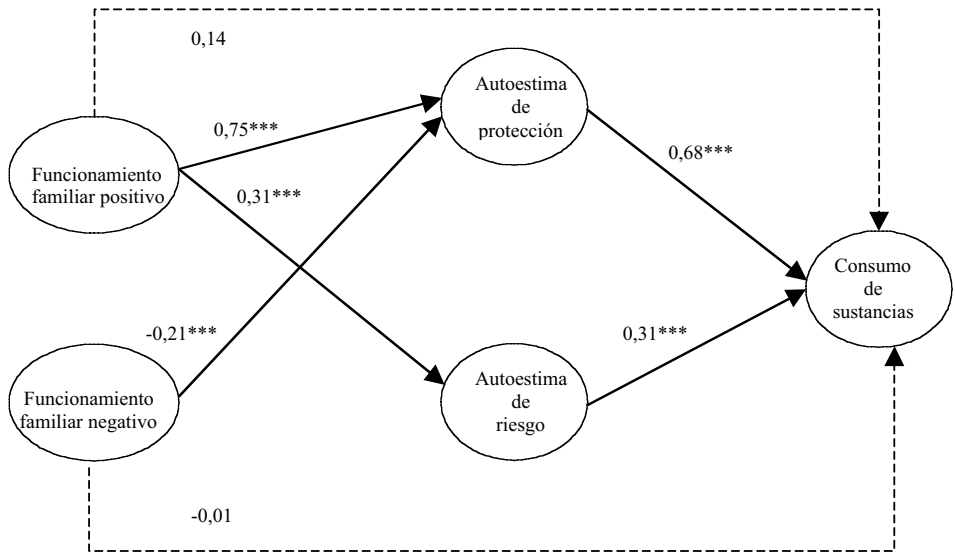 0,14
Autoestima
de
protección
0,75***
0,68***
Funcionamiento
familiar positivo
0,31***
Consumo
de
sustancias
-0,21***
0,31***
Autoestima
de
riesgo
Funcionamiento
familiar negativo
-0,01